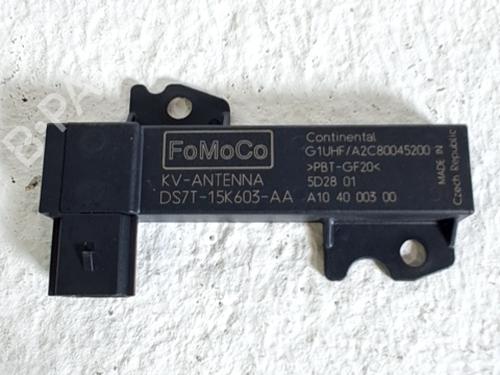 FoMoCo
KV-ANTENNA
DS7T-15K603-AA
Continental
G1UHF/A2C80045200
>PBT-GF20<
5D28 01
A10 40 003 00
MADE IN
Czech Republic